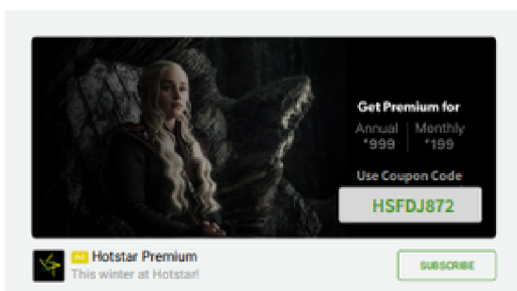 Get Premium for
Annual | Monthly
₹999 | ₹199
Use Coupon Code
HSFDJ872
Ad Hotstar Premium
This winter at Hotstar!
SUBSCRIBE